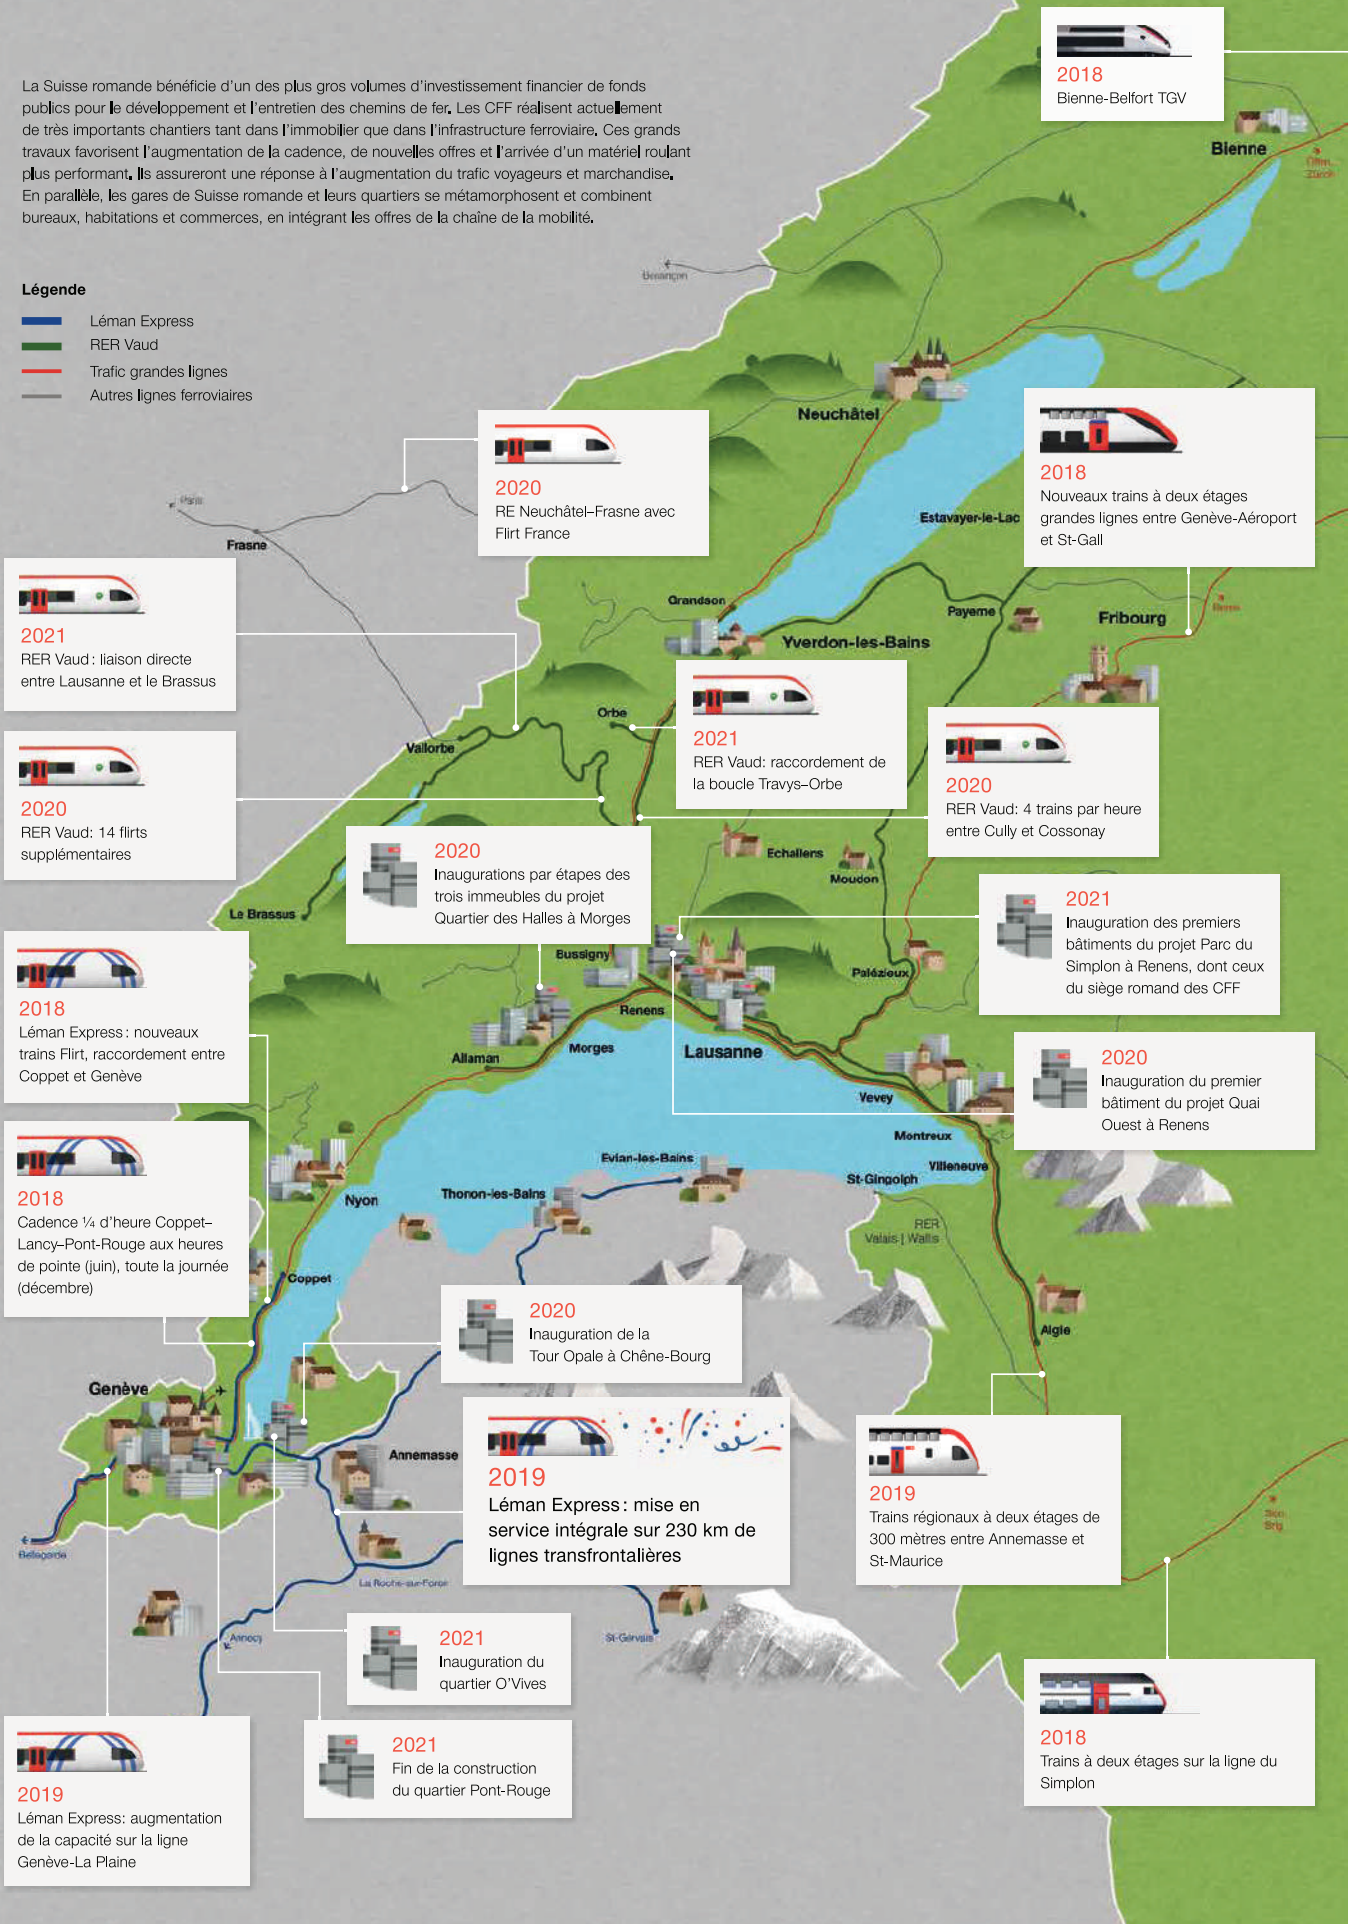 La Suisse romande bénéficie d'un des plus gros volumes d'investissement financier de fonds
publics pour le développement et l'entretien des chemins de fer. Les CFF réalisent actuellement
de très importants chantiers tant dans l'immobilier que dans l'infrastructure ferroviaire. Ces grands
travaux favorisent l'augmentation de la cadence, de nouvelles offres et l'arrivée d'un matériel roulant
plus performant. Ils assureront une réponse à l'augmentation du trafic voyageurs et marchandise.
En parallèle, les gares de Suisse romande et leurs quartiers se métamorphosent et combinent
bureaux, habitations et commerces, en intégrant les offres de la chaîne de la mobilité.
Légende
Léman Express
RER Vaud
Trafic grandes lignes
Autres lignes ferroviaires
2018
Bienne-Belfort TGV
Bienne
Olten
Zürich
Besançon
Neuchâtel
2020
RE Neuchâtel–Frasne avec
Flirt France
2018
Nouveaux trains à deux étages
grandes lignes entre Genève-Aéroport
et St-Gall
Paris
Frasne
Estavayer-le-Lac
2021
RER Vaud : liaison directe
entre Lausanne et le Brassus
Grandson
Yverdon-les-Bains
Payerne
Fribourg
Berne
Orbe
Vallorbe
2021
RER Vaud: raccordement de
la boucle Travys–Orbe
2020
RER Vaud: 4 trains par heure
entre Cully et Cossonay
2020
RER Vaud: 14 flirts
supplémentaires
2020
Inaugurations par étapes des
trois immeubles du projet
Quartier des Halles à Morges
Echallens
Moudon
Le Brassus
2021
Inauguration des premiers
bâtiments du projet Parc du
Simplon à Renens, dont ceux
du siège romand des CFF
Bussigny
Palézieux
2018
Léman Express : nouveaux
trains Flirt, raccordement entre
Coppet et Genève
Renens
Morges
Allaman
Lausanne
2020
Inauguration du premier
bâtiment du projet Quai
Ouest à Renens
Vevey
Montreux
Villeneuve
Evian-les-Bains
St-Gingolph
Thonon-les-Bains
Nyon
RER
Valais | Wallis
2018
Cadence ¼ d'heure Coppet–
Lancy–Pont-Rouge aux heures
de pointe (juin), toute la journée
(décembre)
Coppet
2020
Inauguration de la
Tour Opale à Chêne-Bourg
Aigle
Genève
Annemasse
2019
Léman Express : mise en
service intégrale sur 230 km de
lignes transfrontalières
2019
Trains régionaux à deux étages de
300 mètres entre Annemasse et
St-Maurice
Sion
Brig
Bellegarde
La Roche-sur-Foron
Annecy
St-Gervais
2021
Inauguration du
quartier O'Vives
2021
Fin de la construction
du quartier Pont-Rouge
2018
Trains à deux étages sur la ligne du
Simplon
2019
Léman Express: augmentation
de la capacité sur la ligne
Genève-La Plaine